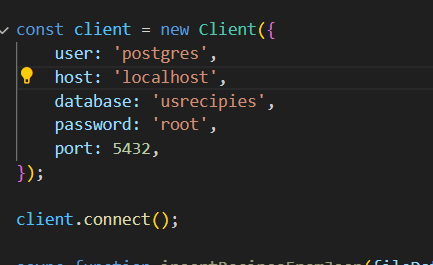 const client = new Client({
user: 'postgres',
host: 'localhost',
database: 'usrecipies',
password: 'root',
port: 5432,
});
client.connect();